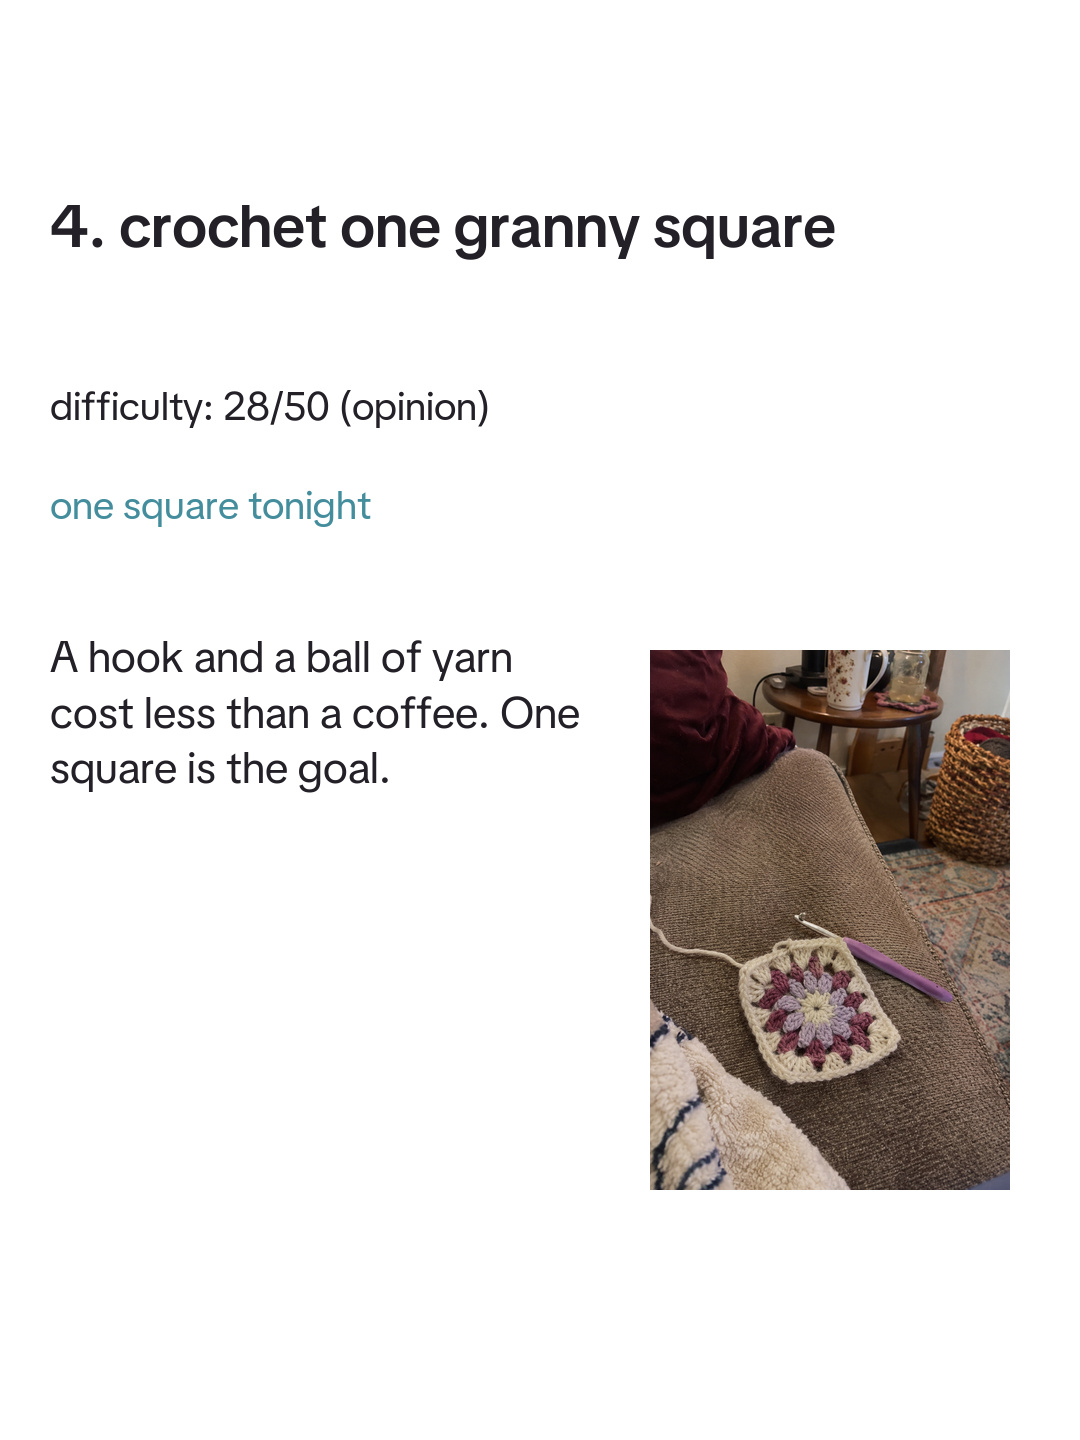 4. crochet one granny square
difficulty: 28/50 (opinion)
one square tonight
A hook and a ball of yarn
cost less than a coffee. One
square is the goal.